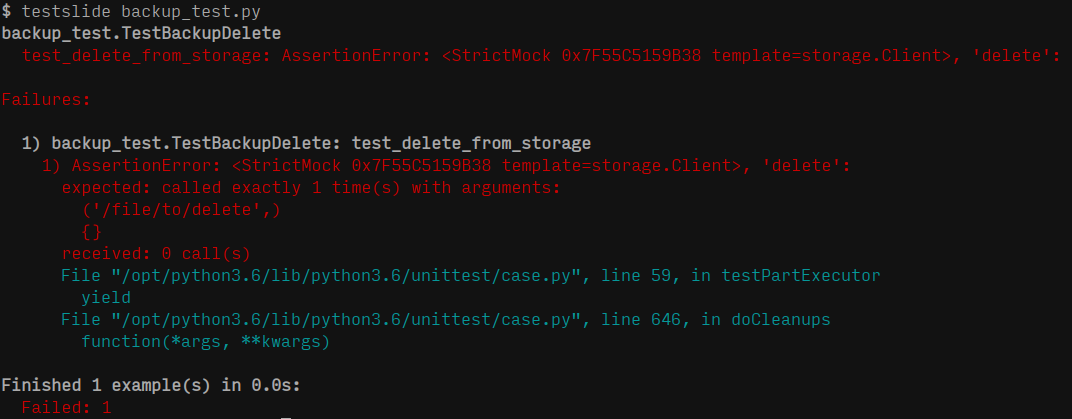 $ testslide backup_test.py
backup_test.TestBackupDelete
test_delete_from_storage: AssertionError: <StrictMock 0x7F55C5159B38 template=storage.Client>, 'delete':
Failures:
1) backup_test.TestBackupDelete: test_delete_from_storage
1) AssertionError: <StrictMock 0x7F55C5159B38 template=storage.Client>, 'delete':
expected: called exactly 1 time(s) with arguments:
('/file/to/delete',)
{}
received: 0 call(s)
File "/opt/python3.6/lib/python3.6/unittest/case.py", line 59, in testPartExecutor
yield
File "/opt/python3.6/lib/python3.6/unittest/case.py", line 646, in doCleanups
function(*args, **kwargs)
Finished 1 example(s) in 0.0s:
Failed: 1